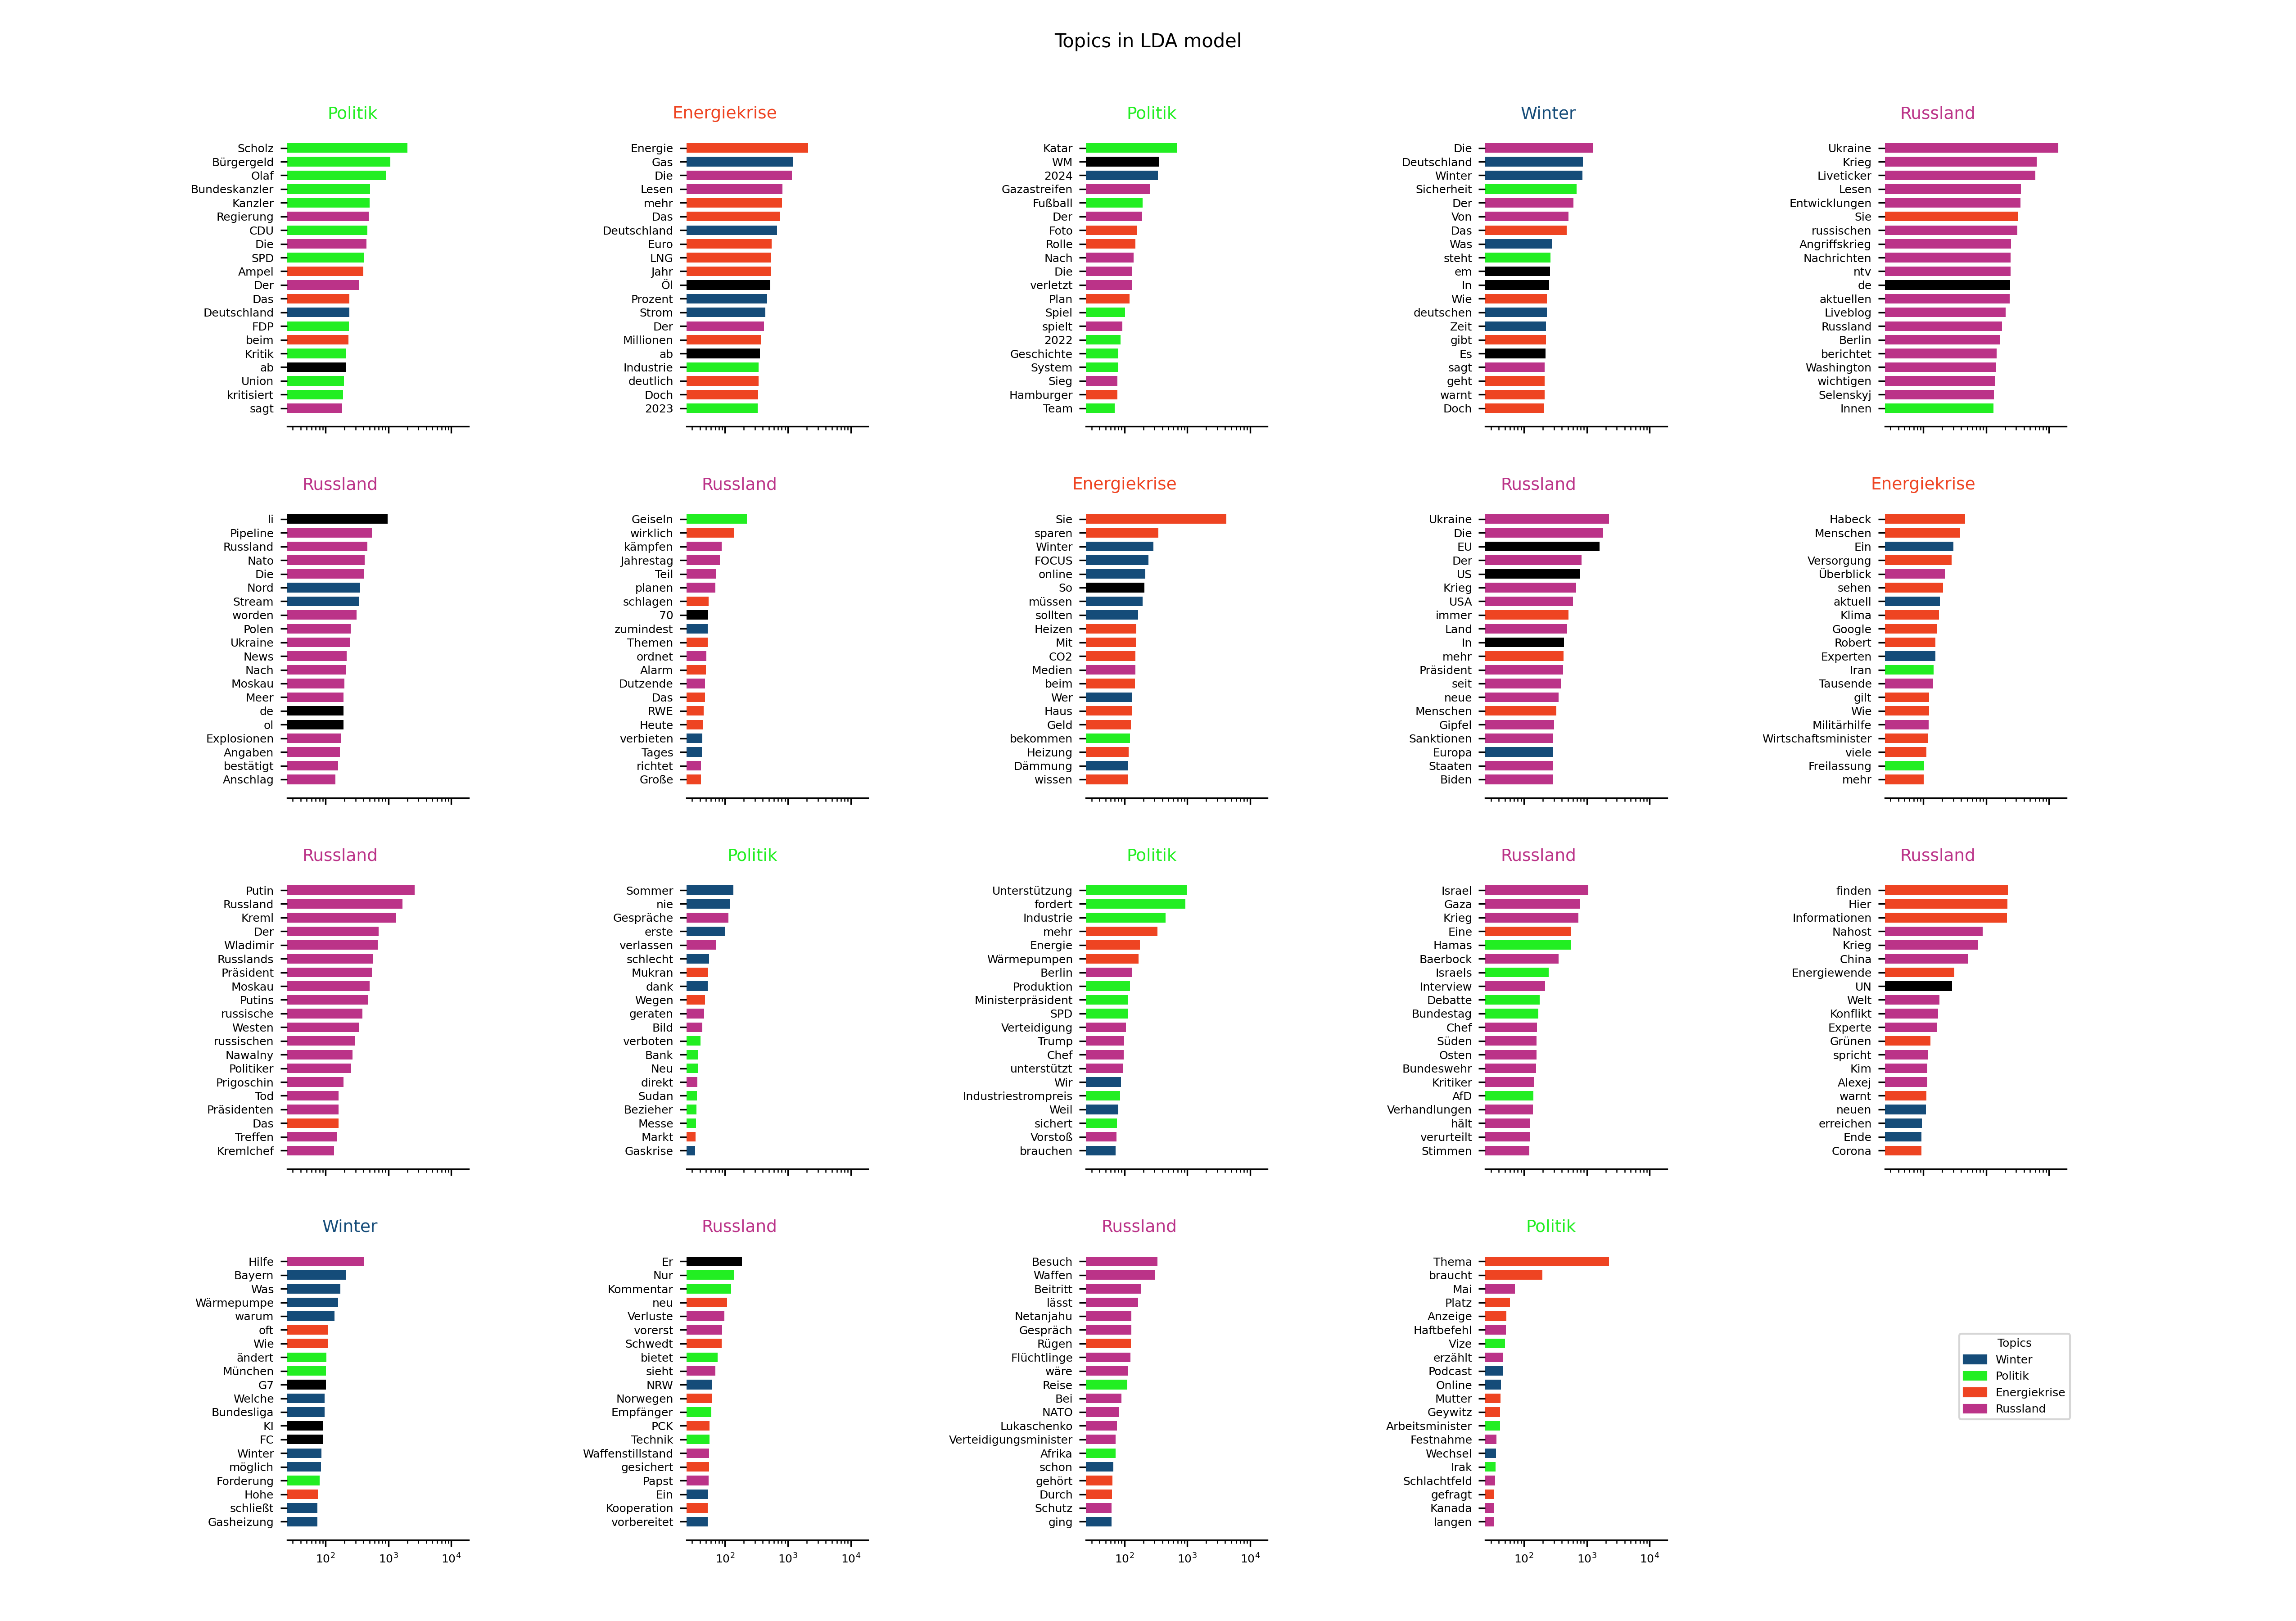 Topics in LDA model
Politik
Scholz
Bürgergeld
Olaf
Bundeskanzler
Kanzler
Regierung
CDU
Die
SPD
Ampel
Der
Das
Deutschland
FDP
beim
Kritik
ab
Union
kritisiert
sagt
Energiekrise
Energie
Gas
Die
Lesen
mehr
Das
Deutschland
Euro
LNG
Jahr
Öl
Prozent
Strom
Der
Millionen
ab
Industrie
deutlich
Doch
2023
Politik
Katar
WM
2024
Gazastreifen
Fußball
Der
Foto
Rolle
Nach
Die
verletzt
Plan
Spiel
spielt
2022
Geschichte
System
Sieg
Hamburger
Team
Winter
Die
Deutschland
Winter
Sicherheit
Der
Von
Das
Was
steht
em
In
Wie
deutschen
Zeit
gibt
Es
sagt
geht
warnt
Doch
Russland
Ukraine
Krieg
Liveticker
Lesen
Entwicklungen
Sie
russischen
Angriffskrieg
Nachrichten
ntv
de
aktuellen
Liveblog
Russland
Berlin
berichtet
Washington
wichtigen
Selenskyj
Innen
Russland
li
Pipeline
Russland
Nato
Die
Nord
Stream
worden
Polen
Ukraine
News
Nach
Moskau
Meer
de
ol
Explosionen
Angaben
bestätigt
Anschlag
Russland
Geiseln
wirklich
kämpfen
Jahrestag
Teil
planen
schlagen
70
zumindest
Themen
ordnet
Alarm
Dutzende
Das
RWE
Heute
verbieten
Tages
richtet
Große
Energiekrise
Sie
sparen
Winter
FOCUS
online
So
müssen
sollten
Heizen
Mit
CO2
Medien
beim
Wer
Haus
Geld
bekommen
Heizung
Dämmung
wissen
Russland
Ukraine
Die
EU
Der
US
Krieg
USA
immer
Land
In
mehr
Präsident
seit
neue
Menschen
Gipfel
Sanktionen
Europa
Staaten
Biden
Energiekrise
Habeck
Menschen
Ein
Versorgung
Überblick
sehen
aktuell
Klima
Google
Robert
Experten
Iran
Tausende
gilt
Wie
Militärhilfe
Wirtschaftsminister
viele
Freilassung
mehr
Russland
Putin
Russland
Kreml
Der
Wladimir
Russlands
Präsident
Moskau
Putins
russische
Westen
russischen
Nawalny
Politiker
Prigoschin
Tod
Präsidenten
Das
Treffen
Kremlchef
Politik
Sommer
nie
Gespräche
erste
verlassen
schlecht
Mukran
dank
Wegen
geraten
Bild
verboten
Bank
Neu
direkt
Sudan
Bezieher
Messe
Markt
Gaskrise
Politik
Unterstützung
fordert
Industrie
mehr
Energie
Wärmepumpen
Berlin
Produktion
Ministerpräsident
SPD
Verteidigung
Trump
Chef
unterstützt
Wir
Industriestrompreis
Weil
sichert
Vorstoß
brauchen
Russland
Israel
Gaza
Krieg
Eine
Hamas
Baerbock
Israels
Interview
Debatte
Bundestag
Chef
Süden
Osten
Bundeswehr
Kritiker
AfD
Verhandlungen
hält
verurteilt
Stimmen
Russland
finden
Hier
Informationen
Nahost
Krieg
China
Energiewende
UN
Welt
Konflikt
Experte
Grünen
spricht
Kim
Alexej
warnt
neuen
erreichen
Ende
Corona
Winter
Hilfe
Bayern
Was
Wärmepumpe
warum
oft
Wie
ändert
München
G7
Welche
Bundesliga
KI
FC
Winter
möglich
Forderung
Hohe
schließt
Gasheizung
10² 10³ 10⁴
Russland
Er
Nur
Kommentar
neu
Verluste
vorerst
Schwedt
bietet
sieht
NRW
Norwegen
Empfänger
PCK
Technik
Waffenstillstand
gesichert
Papst
Ein
Kooperation
vorbereitet
10² 10³ 10⁴
Russland
Besuch
Waffen
Beitritt
lässt
Netanjahu
Gespräch
Rügen
Flüchtlinge
wäre
Reise
Bei
NATO
Lukaschenko
Verteidigungsminister
Afrika
schon
gehört
Durch
Schutz
ging
10² 10³ 10⁴
Politik
Thema
braucht
Mai
Platz
Anzeige
Haftbefehl
Vize
erzählt
Podcast
Online
Mutter
Geywitz
Arbeitsminister
Festnahme
Wechsel
Irak
Schlachtfeld
gefragt
Kanada
langen
10² 10³ 10⁴
Topics
Winter
Politik
Energiekrise
Russland